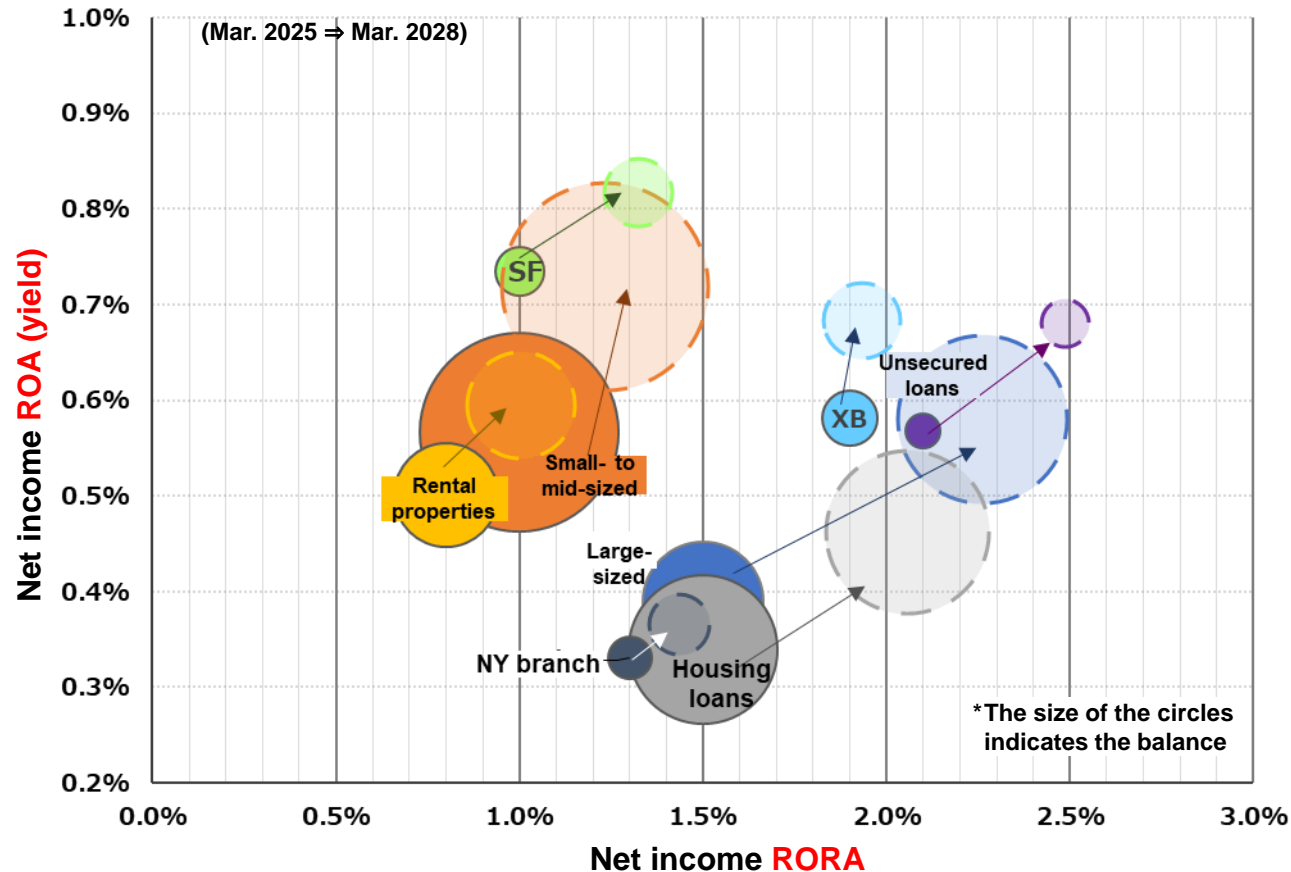 (Mar. 2025 ⇒ Mar. 2028)
1.0%
0.9%
0.8%
0.7%
0.6%
0.5%
0.4%
0.3%
0.2%
Net income ROA (yield)
SF
XB
Unsecured
loans
Small- to
mid-sized
Rental
properties
Large-
sized
NY branch
Housing
loans
*The size of the circles
indicates the balance
0.0%
0.5%
1.0%
1.5%
2.0%
2.5%
3.0%
Net income RORA